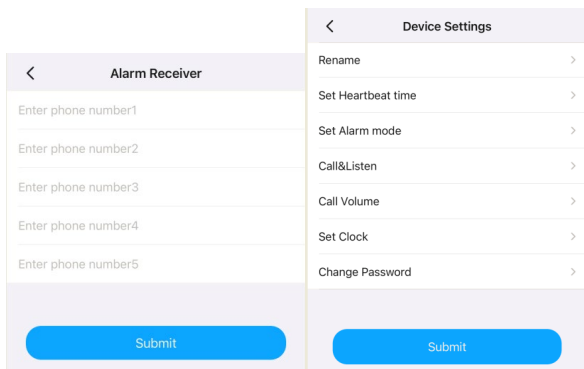 Alarm Receiver
Enter phone number1
Enter phone number2
Enter phone number3
Enter phone number4
Enter phone number5
Submit
Device Settings
Rename
Set Heartbeat time
Set Alarm mode
Call&Listen
Call Volume
Set Clock
Change Password
Submit